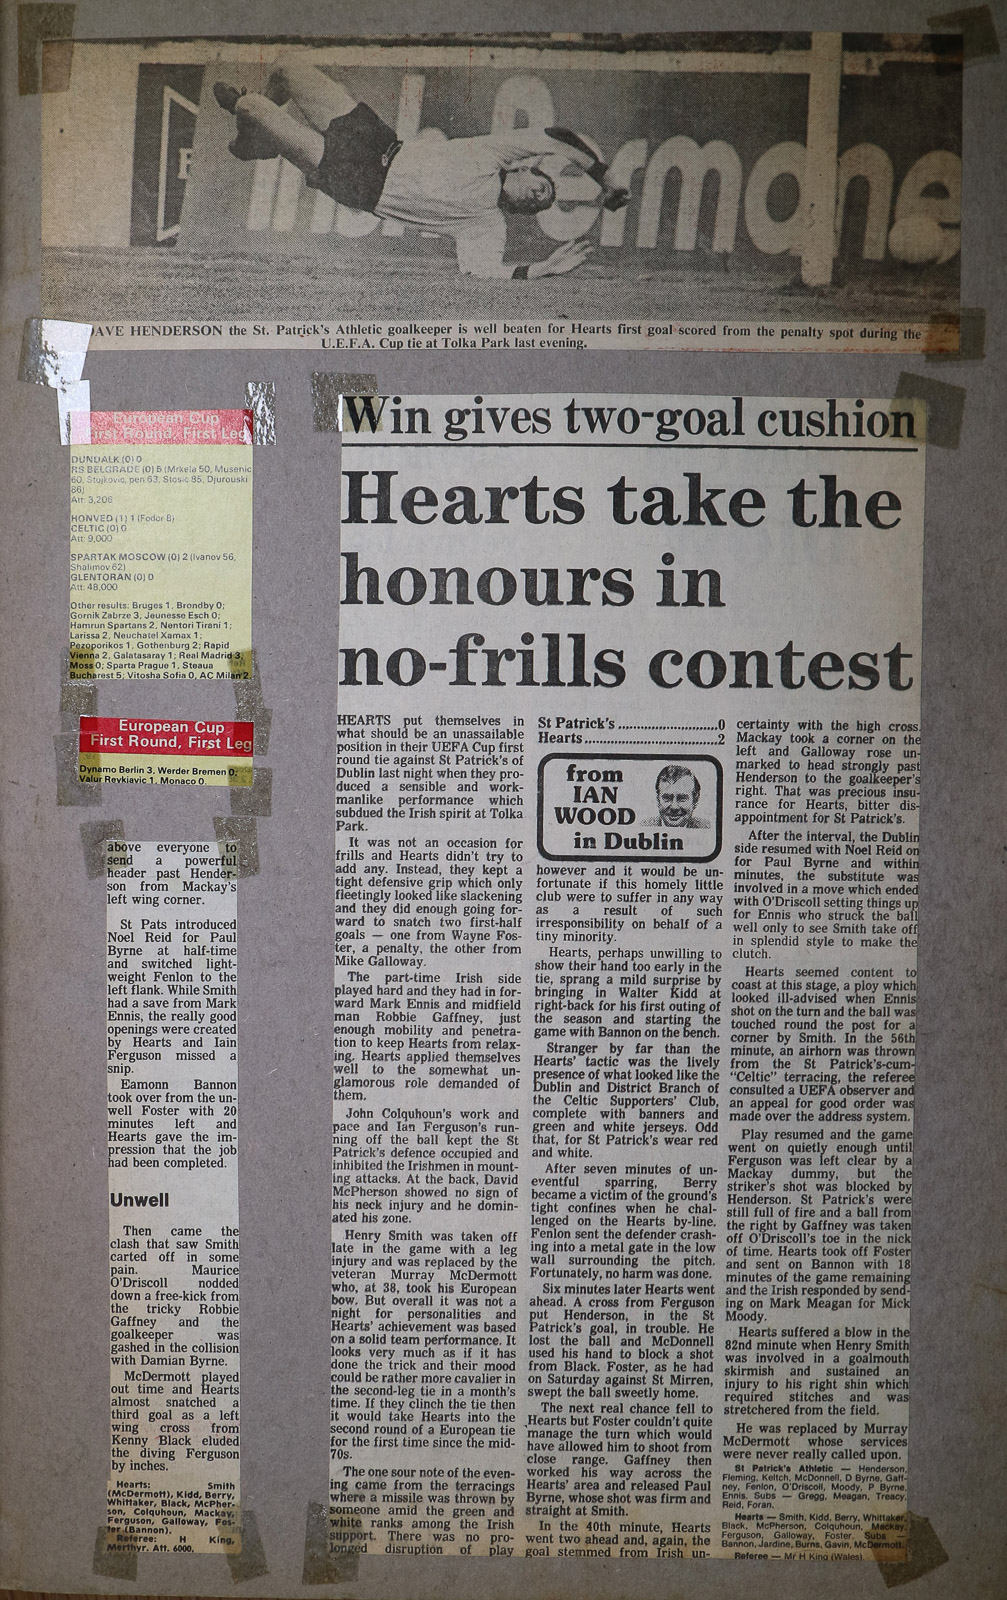 AVE HENDERSON the St. Patrick's Athletic goalkeeper is well beaten for Hearts first goal scored from the penalty spot during the
U.E.F.A. Cup tie at Tolka Park last evening.
European Cup
irst Round, First Leg
DUNDALK (0) 0
RS BELGRADE (0) 5 (Mrkela 50, Musenic
60, Stojkovic, pen 63, Stosic 85, Djurouski
86)
Att: 3,206
HONVED (1) 1 (Fodor 8)
CELTIC (0) 0
Att: 9,000
SPARTAK MOSCOW (0) 2 (Ivanov 56,
Shalimov 62)
GLENTORAN (0) 0
Att: 48,000
Other results: Bruges 1, Brondby 0;
Gornik Zabrze 3, Jeunesse Esch 0;
Hamrun Spartans 2, Nentori Tirani 1;
Larissa 2, Neuchatel Xamax 1;
Pezoporikos 1, Gothenburg 2; Rapid
Vienna 2, Galatasaray 1; Real Madrid 3,
Moss 0; Sparta Prague 1, Steaua
Bucharest 5; Vitosha Sofia 0, AC Milan 2.
European Cup
First Round, First Leg
Dynamo Berlin 3, Werder Bremen 0;
Valur Reykjavic 1, Monaco 0.
above everyone to
send a powerful
header past Hender-
son from Mackay's
left wing corner.
St Pats introduced
Noel Reid for Paul
Byrne at half-time
and switched light-
weight Fenlon to the
left flank. While Smith
had a save from Mark
Ennis, the really good
openings were created
by Hearts and Iain
Ferguson missed a
snip.
Eamonn Bannon
took over from the un-
well Foster with 20
minutes left and
Hearts gave the im-
pression that the job
had been completed.
Unwell
Then came the
clash that saw Smith
carted off in some
pain. Maurice
O'Driscoll nodded
down a free-kick from
the tricky Robbie
Gaffney and the
goalkeeper was
gashed in the collision
with Damian Byrne.
McDermott played
out time and Hearts
almost snatched a
third goal as a left
wing cross from
Kenny Black eluded
the diving Ferguson
by inches.
Hearts: Smith
(McDermott), Kidd, Berry,
Whittaker, Black, McPher-
son, Colquhoun, Mackay,
Ferguson, Galloway, Fos-
ter (Bannon).
Referee: H King,
Merthyr. Att. 6000.
Win gives two-goal cushion
Hearts take the
honours in
no-frills contest
HEARTS put themselves in
what should be an unassailable
position in their UEFA Cup first
round tie against St Patrick's of
Dublin last night when they pro-
duced a sensible and work-
manlike performance which
subdued the Irish spirit at Tolka
Park.
It was not an occasion for
frills and Hearts didn't try to
add any. Instead, they kept a
tight defensive grip which only
fleetingly looked like slackening
and they did enough going for-
ward to snatch two first-half
goals — one from Wayne Fos-
ter, a penalty, the other from
Mike Galloway.
The part-time Irish side
played hard and they had in for-
ward Mark Ennis and midfield
man Robbie Gaffney, just
enough mobility and penetra-
tion to keep Hearts from relax-
ing. Hearts applied themselves
well to the somewhat un-
glamorous role demanded of
them.
John Colquhoun's work and
pace and Ian Ferguson's run-
ning off the ball kept the St
Patrick's defence occupied and
inhibited the Irishmen in mount-
ing attacks. At the back, David
McPherson showed no sign of
his neck injury and he domin-
ated his zone.
Henry Smith was taken off
late in the game with a leg
injury and was replaced by the
veteran Murray McDermott
who, at 38, took his European
bow. But overall it was not a
night for personalities and
Hearts' achievement was based
on a solid team performance. It
looks very much as if it has
done the trick and their mood
could be rather more cavalier in
the second-leg tie in a month's
time. If they clinch the tie then
it would take Hearts into the
second round of a European tie
for the first time since the mid-
70s.
The one sour note of the even-
ing came from the terracings
where a missile was thrown by
someone amid the green and
white ranks among the Irish
support. There was no pro-
longed disruption of play
St Patrick's ........................0
Hearts................................2
from
IAN
WOOD
in Dublin
however and it would be un-
fortunate if this homely little
club were to suffer in any way
as a result of such
irresponsibility on behalf of a
tiny minority.
Hearts, perhaps unwilling to
show their hand too early in the
tie, sprang a mild surprise by
bringing in Walter Kidd at
right-back for his first outing of
the season and starting the
game with Bannon on the bench.
Stranger by far than the
Hearts' tactic was the lively
presence of what looked like the
Dublin and District Branch of
the Celtic Supporters' Club,
complete with banners and
green and white jerseys. Odd
that, for St Patrick's wear red
and white.
After seven minutes of un-
eventful sparring, Berry
became a victim of the ground's
tight confines when he chal-
lenged on the Hearts by-line.
Fenlon sent the defender crash-
ing into a metal gate in the low
wall surrounding the pitch.
Fortunately, no harm was done.
Six minutes later Hearts went
ahead. A cross from Ferguson
put Henderson, in the St
Patrick's goal, in trouble. He
lost the ball and McDonnell
used his hand to block a shot
from Black. Foster, as he had
on Saturday against St Mirren,
swept the ball sweetly home.
The next real chance fell to
Hearts but Foster couldn't quite
manage the turn which would
have allowed him to shoot from
close range. Gaffney then
worked his way across the
Hearts' area and released Paul
Byrne, whose shot was firm and
straight at Smith.
In the 40th minute, Hearts
went two ahead and, again, the
goal stemmed from Irish un-
certainty with the high cross.
Mackay took a corner on the
left and Galloway rose un-
marked to head strongly past
Henderson to the goalkeeper's
right. That was precious insu-
rance for Hearts, bitter dis-
appointment for St Patrick's.
After the interval, the Dublin
side resumed with Noel Reid on
for Paul Byrne and within
minutes, the substitute was
involved in a move which ended
with O'Driscoll setting things up
for Ennis who struck the ball
well only to see Smith take off
in splendid style to make the
clutch.
Hearts seemed content to
coast at this stage, a ploy which
looked ill-advised when Ennis
shot on the turn and the ball was
touched round the post for a
corner by Smith. In the 56th
minute, an airhorn was thrown
from the St Patrick's-cum-
"Celtic" terracing, the referee
consulted a UEFA observer and
an appeal for good order was
made over the address system.
Play resumed and the game
went on quietly enough until
Ferguson was left clear by a
Mackay dummy, but the
striker's shot was blocked by
Henderson. St Patrick's were
still full of fire and a ball from
the right by Gaffney was taken
off O'Driscoll's toe in the nick
of time. Hearts took off Foster
and sent on Bannon with 18
minutes of the game remaining
and the Irish responded by send-
ing on Mark Meagan for Mick
Moody.
Hearts suffered a blow in the
82nd minute when Henry Smith
was involved in a goalmouth
skirmish and sustained an
injury to his right shin which
required stitches and was
stretchered from the field.
He was replaced by Murray
McDermott whose services
were never really called upon.
St Patrick's Athletic — Henderson,
Fleming, Keltch, McDonnell, D Byrne, Gaff-
ney, Fenlon, O'Driscoll, Moody, P Byrne,
Ennis. Subs — Gregg, Meagan, Treacy,
Reid, Foran.
Hearts — Smith, Kidd, Berry, Whittaker,
Black, McPherson, Colquhoun, Mackay,
Ferguson, Galloway, Foster. Subs —
Bannon, Jardine, Burns, Gavin, McDermott.
Referee — Mr H King (Wales).